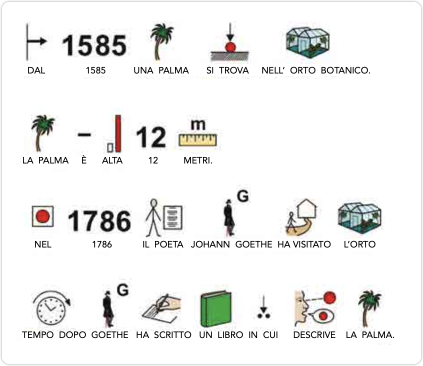 1585
DAL 1585 UNA PALMA SI TROVA NELL' ORTO BOTANICO.
- 12 m
LA PALMA È ALTA 12 METRI.
1786 G
NEL 1786 IL POETA JOHANN GOETHE HA VISITATO L'ORTO
G
TEMPO DOPO GOETHE HA SCRITTO UN LIBRO IN CUI DESCRIVE LA PALMA.